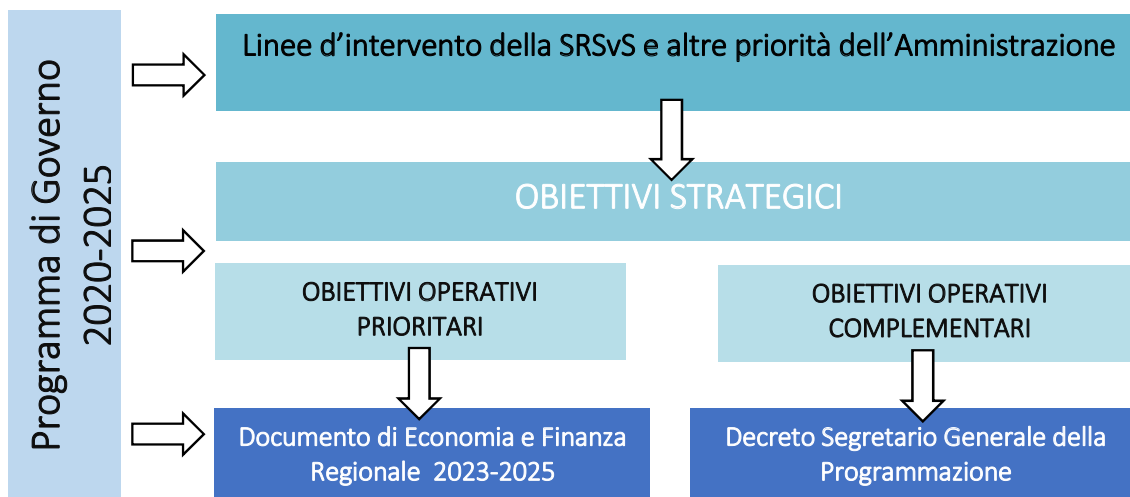 Programma di Governo
2020-2025
Linee d’intervento della SRSvS e altre priorità dell’Amministrazione
OBIETTIVI STRATEGICI
OBIETTIVI OPERATIVI
PRIORITARI
OBIETTIVI OPERATIVI
COMPLEMENTARI
Documento di Economia e Finanza
Regionale 2023-2025
Decreto Segretario Generale della
Programmazione